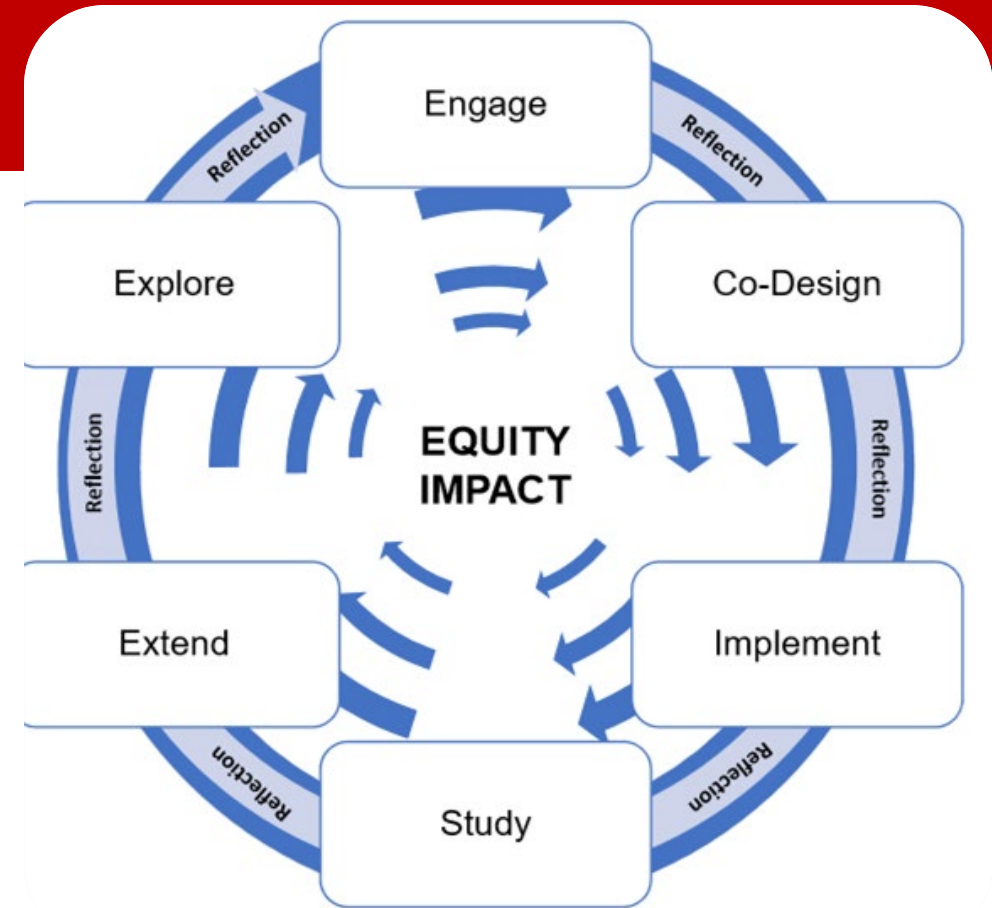 Engage
Reflection
Reflection
Explore
Co-Design
EQUITY
IMPACT
Reflection
Reflection
Extend
Implement
Reflection
Reflection
Study